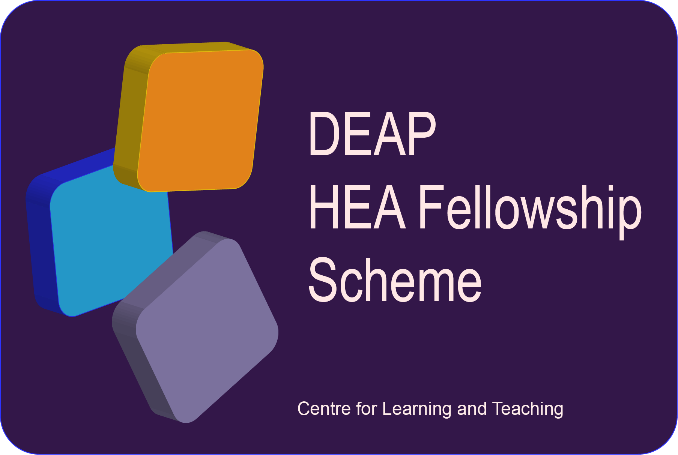 DEAP
HEA Fellowship
Scheme
Centre for Learning and Teaching